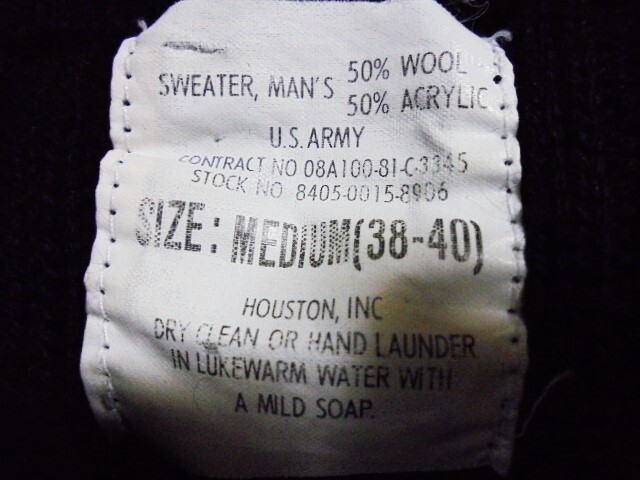 SWEATER, MAN'S 50% WOOL
50% ACRYLIC
U.S. ARMY
CONTRACT NO 08A100-81-C-3345
STOCK NO 8405-0015-8906
SIZE: MEDIUM(38-40)
HOUSTON, INC
DRY CLEAN OR HAND LAUNDER
IN LUKEWARM WATER WITH
A MILD SOAP.